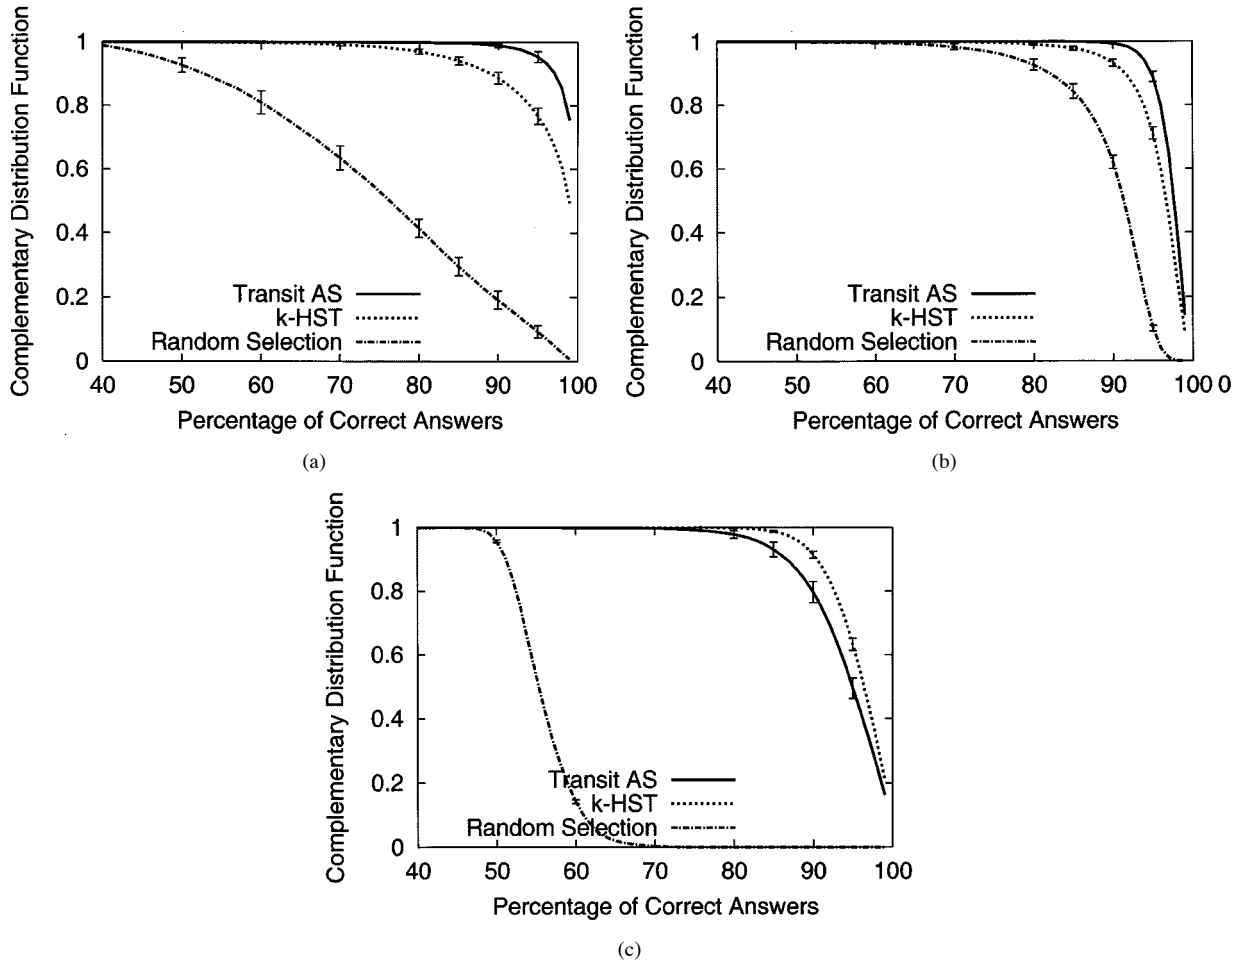 Complementary Distribution Function
1
0.8
0.6
0.4
0.2
0
Transit AS
k-HST
Random Selection
40 50 60 70 80 90 100
Percentage of Correct Answers
(a)
Complementary Distribution Function
1
0.8
0.6
0.4
0.2
0
Transit AS
k-HST
Random Selection
40 50 60 70 80 90 100 0
Percentage of Correct Answers
(b)
Complementary Distribution Function
1
0.8
0.6
0.4
0.2
0
Transit AS
k-HST
Random Selection
40 50 60 70 80 90 100
Percentage of Correct Answers
(c)